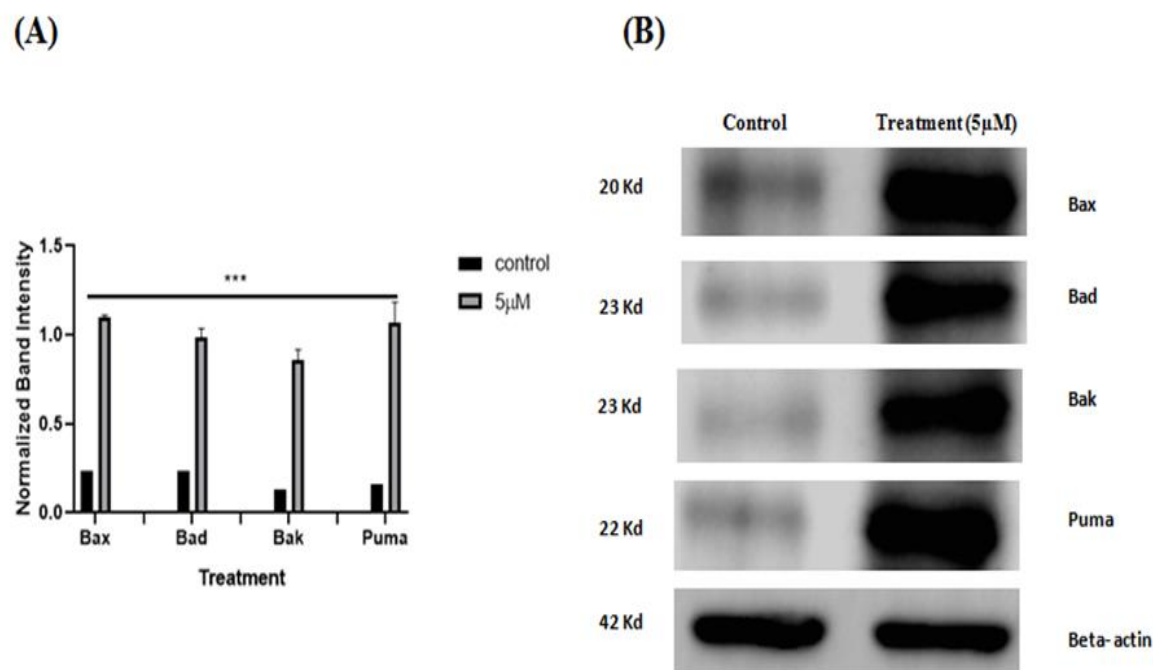 (A)
Normalized Band Intensity
1.5
1.0
0.5
0.0
***
control
5µM
Bax Bad Bak Puma
Treatment
(B)
Control Treatment (5µM)
20 Kd Bax
23 Kd Bad
23 Kd Bak
22 Kd Puma
42 Kd Beta-actin